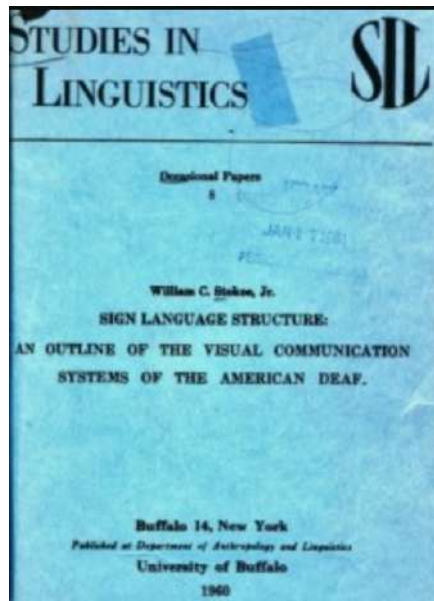 STUDIES IN
LINGUISTICS
SIL
Occasional Papers
8
JAN
William C. Stokoe, Jr.
SIGN LANGUAGE STRUCTURE:
AN OUTLINE OF THE VISUAL COMMUNICATION
SYSTEMS OF THE AMERICAN DEAF.
Buffalo 14, New York
Published at Department of Anthropology and Linguistics
University of Buffalo
1960